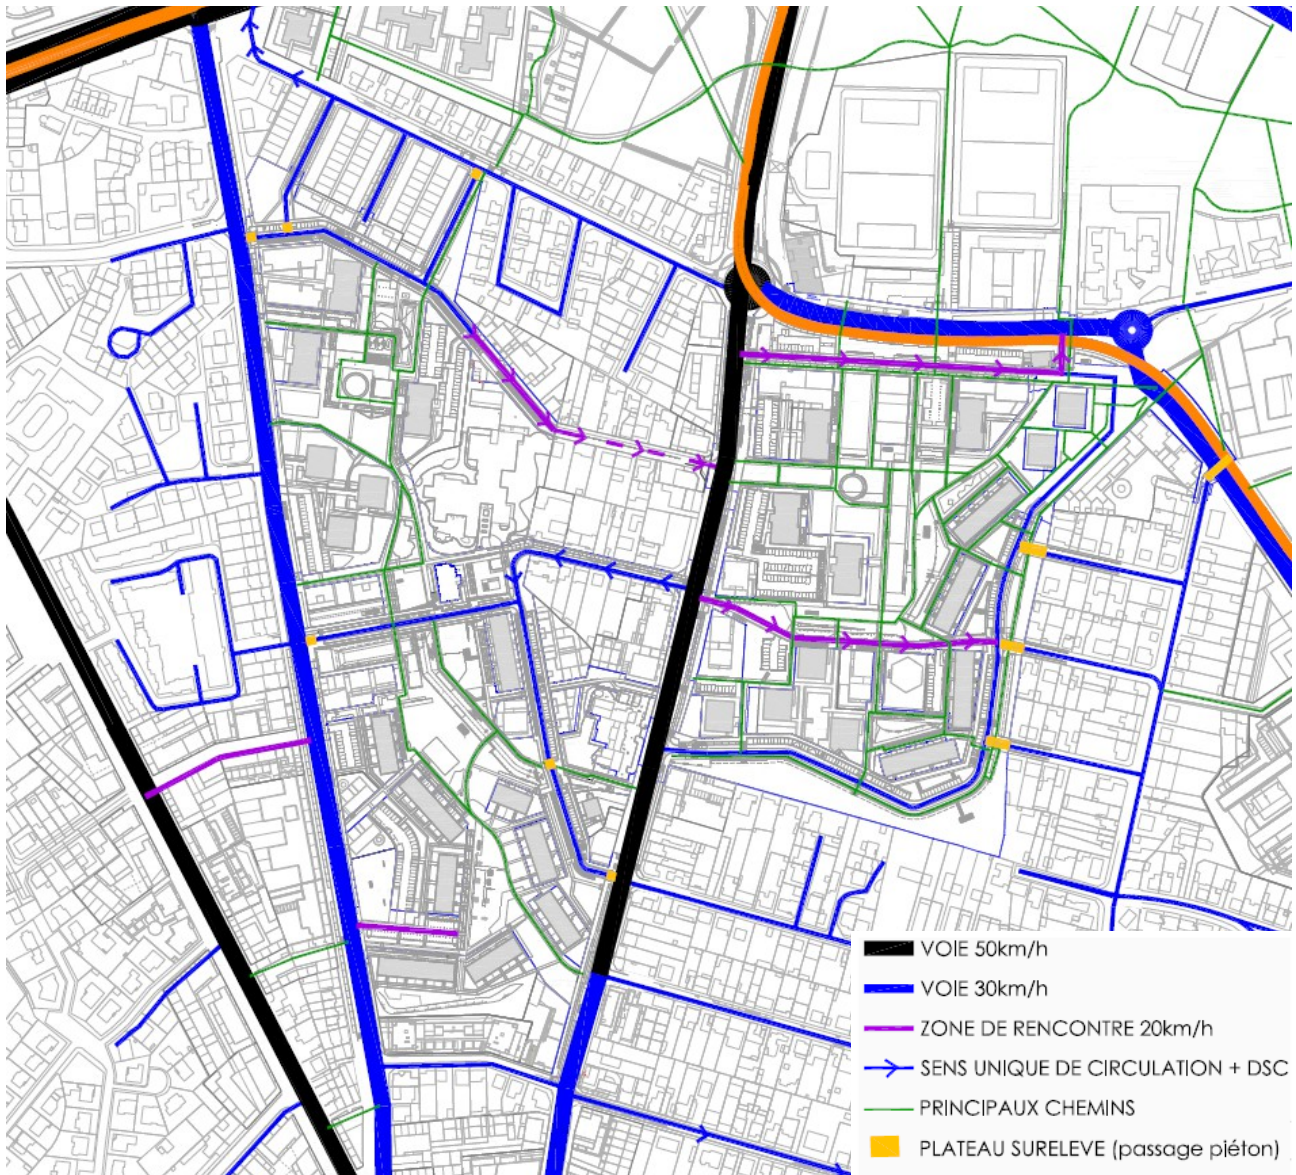 VOIE 50km/h
VOIE 30km/h
ZONE DE RENCONTRE 20km/h
SENS UNIQUE DE CIRCULATION + DSC
PRINCIPAUX CHEMINS
PLATEAU SURELEVE (passage piéton)